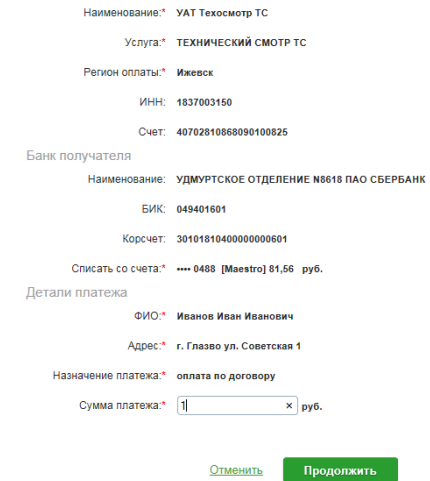 Наименование:* УАТ Техосмотр ТС
Услуга:* ТЕХНИЧЕСКИЙ СМОТР ТС
Регион оплаты:* Ижевск
ИНН: 1837003150
Счет: 40702810868090100825
Банк получателя
Наименование: УДМУРТСКОЕ ОТДЕЛЕНИЕ N8618 ПАО СБЕРБАНК
БИК: 049401601
Корсчет: 30101810400000000601
Списать со счета:* •••• 0488 [Maestro] 81,56 руб.
Детали платежа
ФИО:* Иванов Иван Иванович
Адрес:* г. Глазво ул. Советская 1
Назначение платежа:* оплата по договору
Сумма платежа:* 1 × руб.
Отменить Продолжить